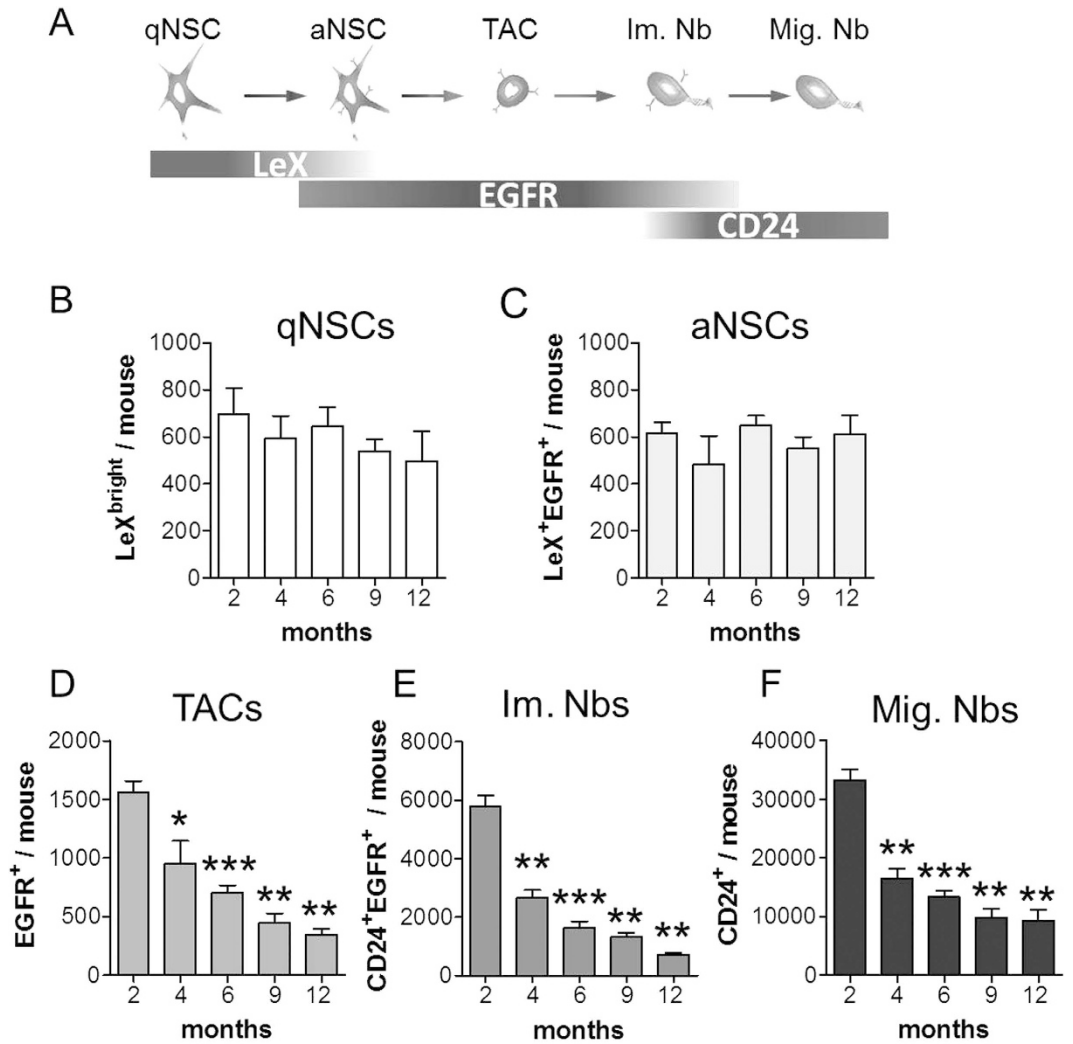 A
qNSC aNSC TAC Im. Nb Mig. Nb
LeX
EGFR
CD24
B
qNSCs
LeX^bright / mouse
1000
800
600
400
200
0
2 4 6 9 12
months
C
aNSCs
LeX+EGFR+ / mouse
1000
800
600
400
200
0
2 4 6 9 12
months
D
TACs
EGFR+ / mouse
2000
1500
1000
500
0
* *** ** **
2 4 6 9 12
months
E
Im. Nbs
CD24+EGFR+ / mouse
8000
6000
4000
2000
0
** *** ** **
2 4 6 9 12
months
F
Mig. Nbs
CD24+ / mouse
40000
30000
20000
10000
0
** *** ** **
2 4 6 9 12
months